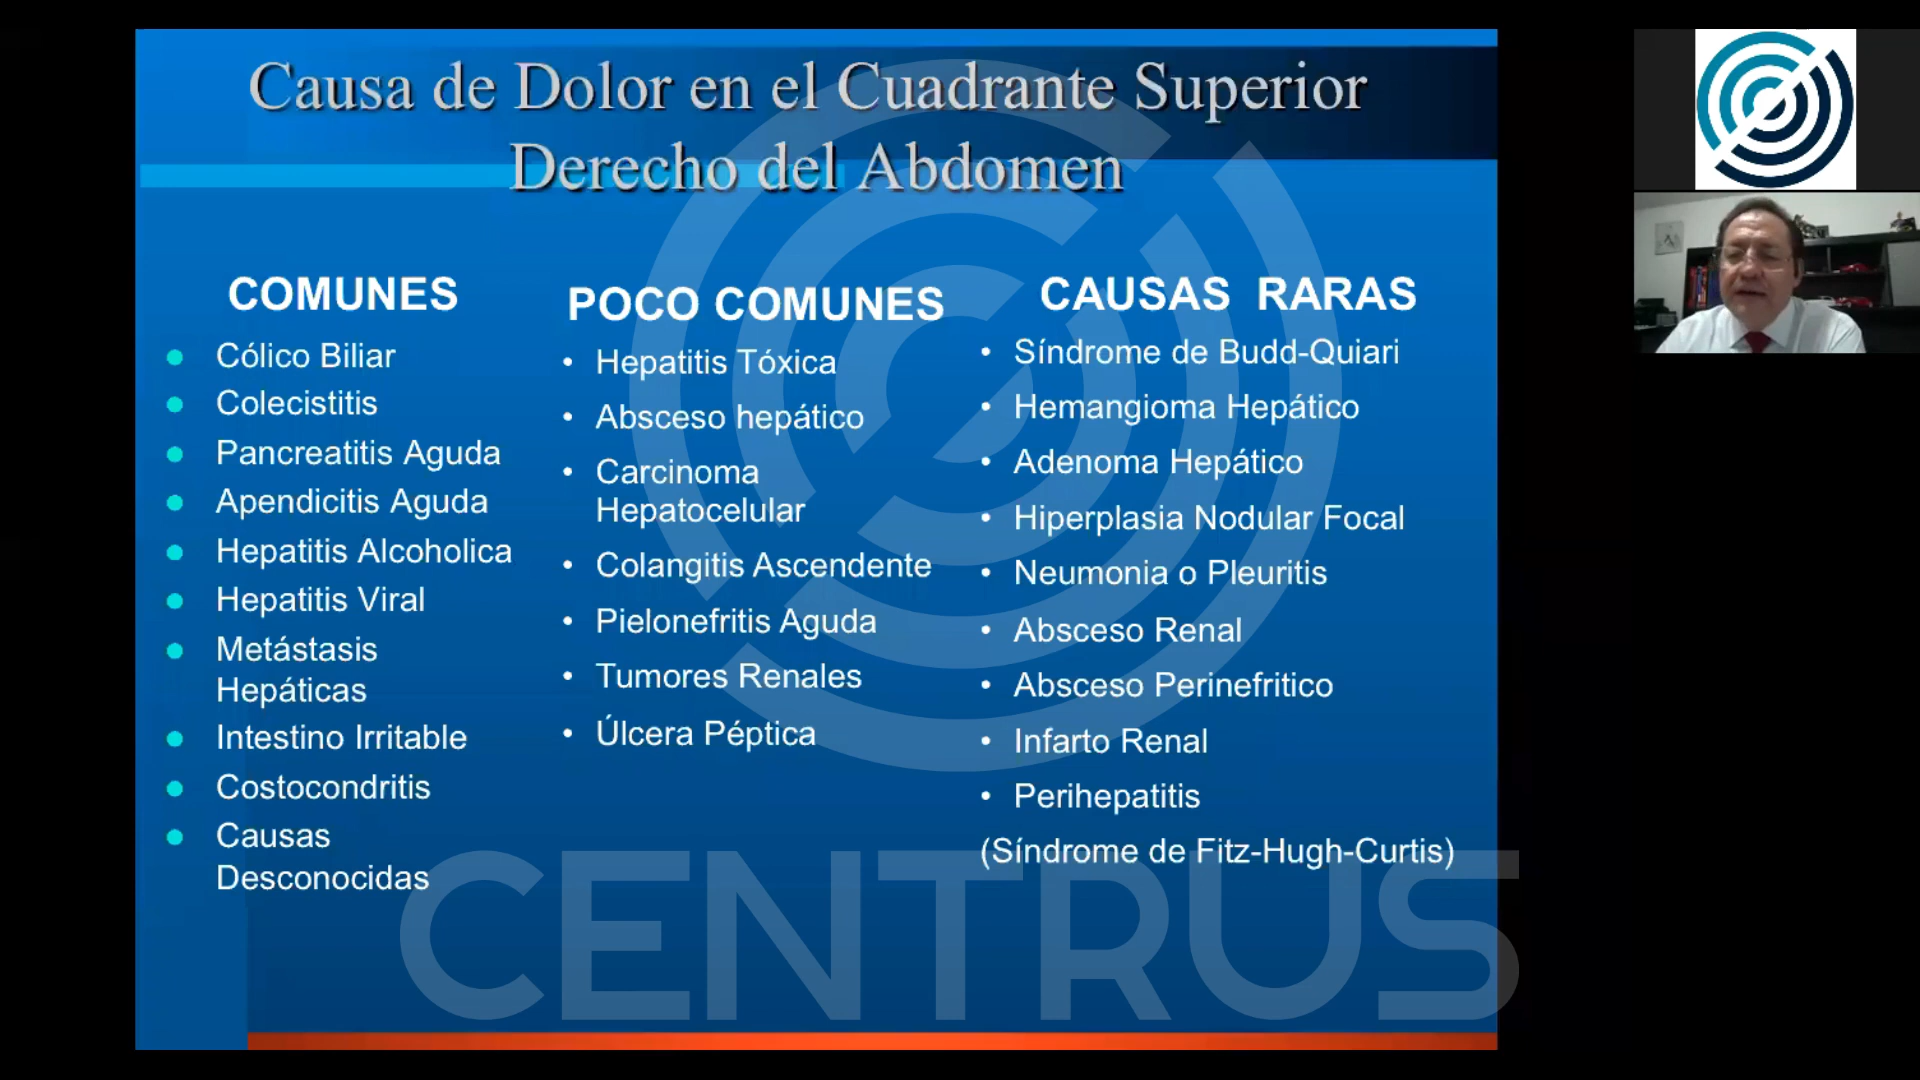 Causa de Dolor en el Cuadrante Superior
Derecho del Abdomen
COMUNES
Cólico Biliar
Colecistitis
Pancreatitis Aguda
Apendicitis Aguda
Hepatitis Alcoholica
Hepatitis Viral
Metástasis
Hepáticas
Intestino Irritable
Costocondritis
Causas
Desconocidas
POCO COMUNES
Hepatitis Tóxica
Absceso hepático
Carcinoma
Hepatocelular
Colangitis Ascendente
Pielonefritis Aguda
Tumores Renales
Úlcera Péptica
CAUSAS RARAS
Síndrome de Budd-Quiari
Hemangioma Hepático
Adenoma Hepático
Hiperplasia Nodular Focal
Neumonia o Pleuritis
Absceso Renal
Absceso Perinefritico
Infarto Renal
Perihepatitis
(Síndrome de Fitz-Hugh-Curtis)
CENTRUS